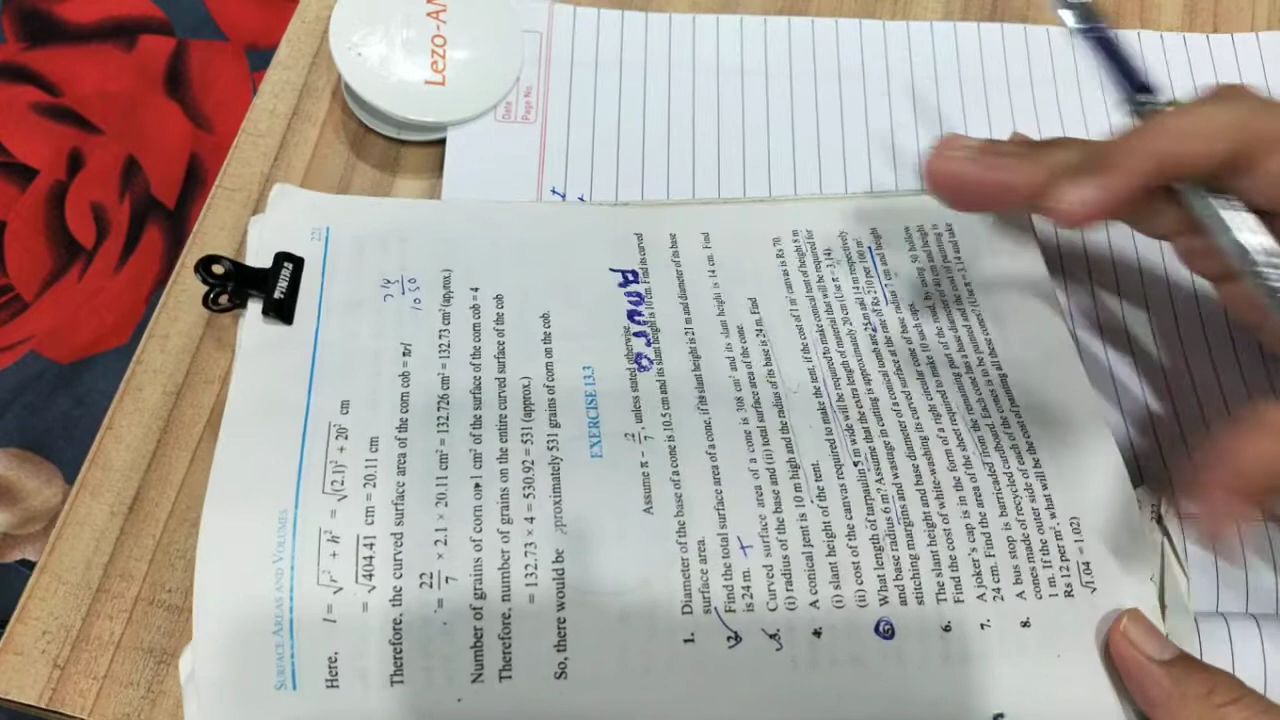 SURFACE AREAS AND VOLUMES 221
Here, l = √(r² + h²) = √((2.1)² + 20²) cm
= √404.41 cm = 20.11 cm
Therefore, the curved surface area of the corn cob = πrl
= 22/7 × 2.1 × 20.11 cm² = 132.726 cm² = 132.73 cm² (approx.)
Number of grains of corn on 1 cm² of the surface of the corn cob = 4
Therefore, number of grains on the entire curved surface of the cob
= 132.73 × 4 = 530.92 = 531 (approx.)
So, there would be approximately 531 grains of corn on the cob.
EXERCISE 13.3
Assume π = 22/7, unless stated otherwise.
1. Diameter of the base of a cone is 10.5 cm and its slant height is 10 cm. Find its curved
surface area.
2. Find the total surface area of a cone, if its slant height is 21 m and diameter of its base
is 24 m.
3. Curved surface area of a cone is 308 cm² and its slant height is 14 cm. Find
(i) radius of the base and (ii) total surface area of the cone.
4. A conical tent is 10 m high and the radius of its base is 24 m. Find
(i) slant height of the tent.
(ii) cost of the canvas required to make the tent, if the cost of 1 m² canvas is Rs 70.
5. What length of tarpaulin 3 m wide will be required to make conical tent of height 8 m
and base radius 6 m? Assume that the extra length of material that will be required for
stitching margins and wastage in cutting is approximately 20 cm (Use π = 3.14).
6. The slant height and base diameter of a conical tomb are 25 m and 14 m respectively.
Find the cost of white-washing its curved surface at the rate of Rs 210 per 100 m².
7. A joker's cap is in the form of a right circular cone of base radius 7 cm and height
24 cm. Find the area of the sheet required to make 10 such caps.
8. A bus stop is barricaded from the remaining part of the road, by using 50 hollow
cones made of recycled cardboard. Each cone has a base diameter of 40 cm and height
1 m. If the outer side of each of the cones is to be painted and the cost of painting is
Rs 12 per m², what will be the cost of painting all these cones? (Use π = 3.14 and take
√1.04 = 1.02)
Date
Page No.
Lezo-AM